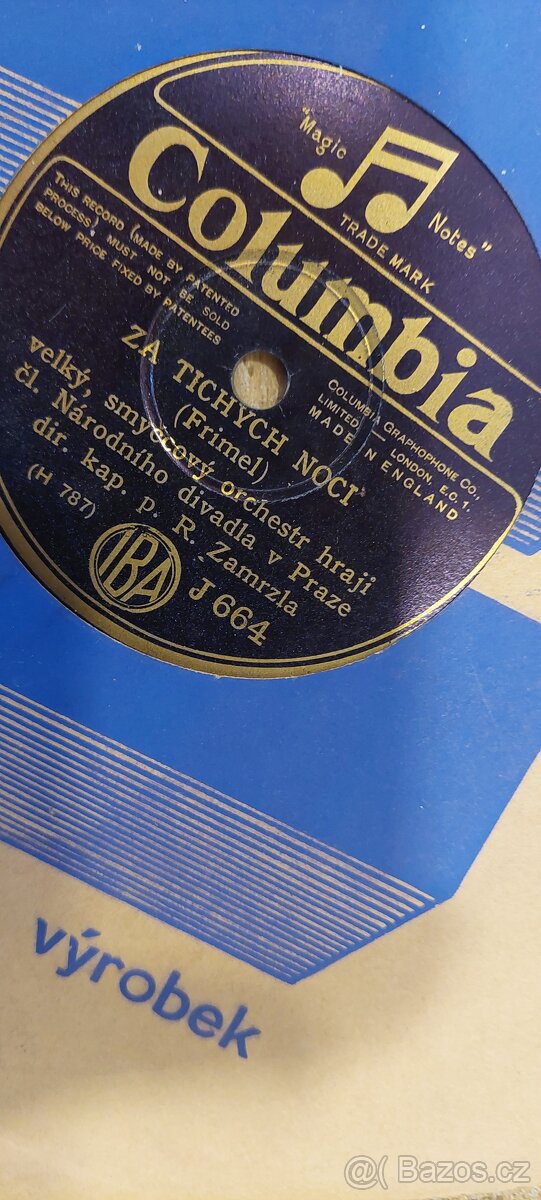 "Magic
Notes"
TRADE MARK
Columbia
THIS RECORD (MADE BY PATENTED
PROCESS) MUST NOT BE SOLD
BELOW PRICE FIXED BY PATENTEES
COLUMBIA GRAPHOPHONE CO.,
LIMITED — LONDON, E.C. 1.
MADE IN ENGLAND
ZA TICHÝCH NOCÍ
(Frimel)
velký, smyčcový orchestr hraji
čl. Národního divadla v Praze
dir. kap. p. R. Zamrzla
(H 787)
IBA
J 664
výrobek
Bazos.cz